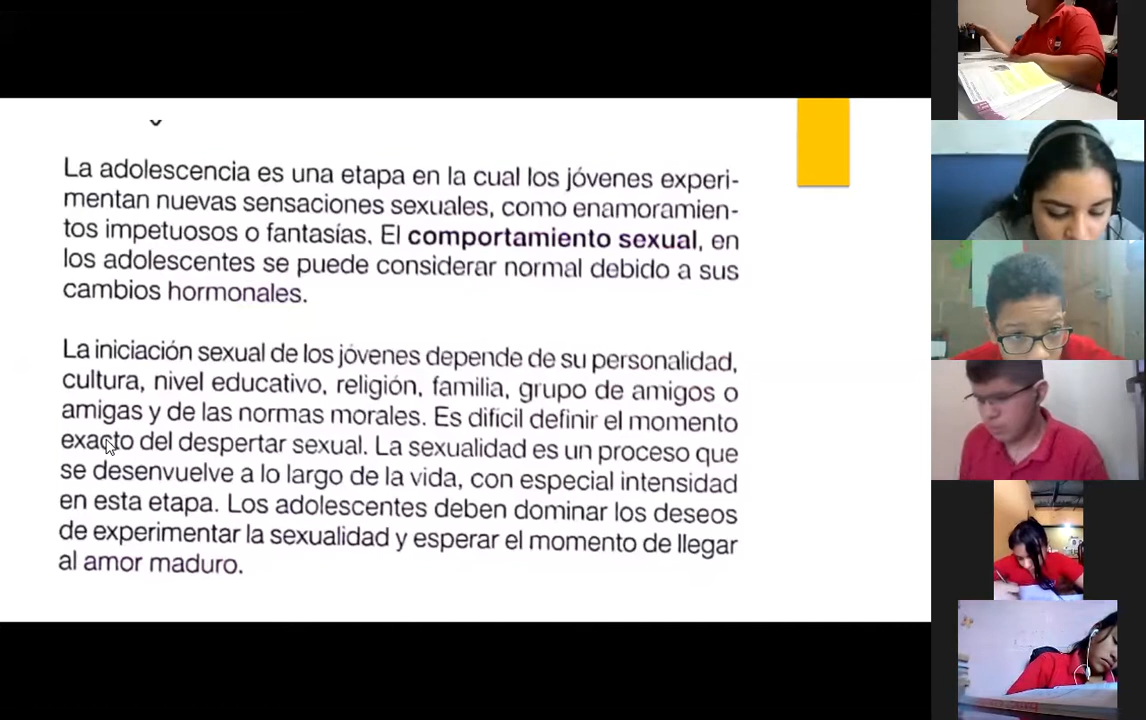 La adolescencia es una etapa en la cual los jóvenes experi-
mentan nuevas sensaciones sexuales, como enamoramien-
tos impetuosos o fantasías. El comportamiento sexual, en
los adolescentes se puede considerar normal debido a sus
cambios hormonales.
La iniciación sexual de los jóvenes depende de su personalidad,
cultura, nivel educativo, religión, familia, grupo de amigos o
amigas y de las normas morales. Es difícil definir el momento
exacto del despertar sexual. La sexualidad es un proceso que
se desenvuelve a lo largo de la vida, con especial intensidad
en esta etapa. Los adolescentes deben dominar los deseos
de experimentar la sexualidad y esperar el momento de llegar
al amor maduro.